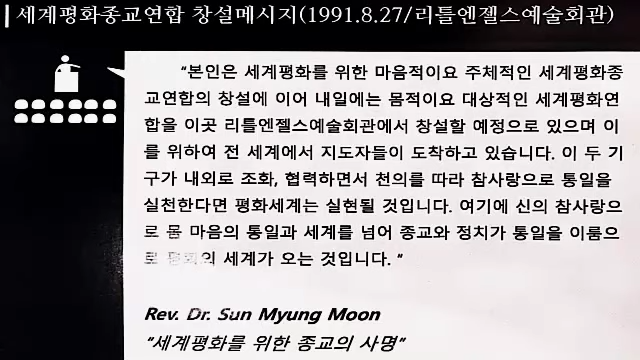 세계평화종교연합 창설메시지(1991.8.27/리틀엔젤스예술회관)
“본인은 세계평화를 위한 마음적이요 주체적인 세계평화종
교연합의 창설에 이어 내일에는 몸적이요 대상적인 세계평화연
합을 이곳 리틀엔젤스예술회관에서 창설할 예정으로 있으며 이
를 위하여 전 세계에서 지도자들이 도착하고 있습니다. 이 두 기
구가 내외로 조화, 협력하면서 천의를 따라 참사랑으로 통일을
실천한다면 평화세계는 실현될 것입니다. 여기에 신의 참사랑으
로 몸 마음의 통일과 세계를 넘어 종교와 정치가 통일을 이룸으
로 의 세계가 오는 것입니다. ”
Rev. Dr. Sun Myung Moon
“세계평화를 위한 종교의 사명”